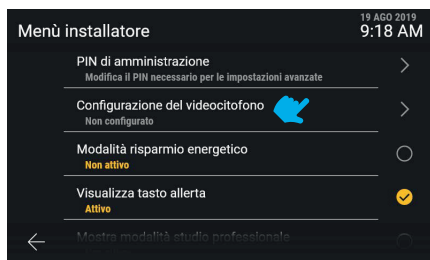 19 AGO 2019
Menù installatore
9:18 AM
PIN di amministrazione
Modifica il PIN necessario per le impostazioni avanzate
Configurazione del videocitofono
Non configurato
Modalità risparmio energetico
Non attivo
Visualizza tasto allerta
Attivo
Mostra modalità studio professionale